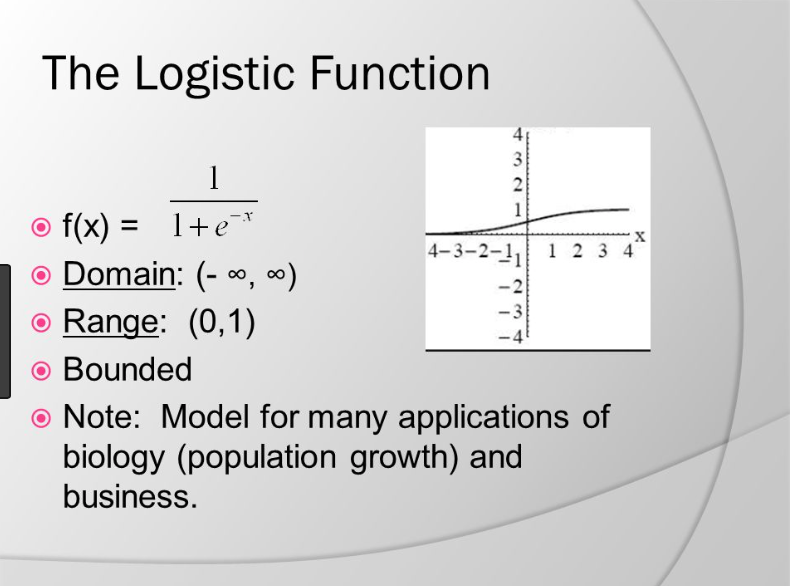 The Logistic Function
f(x) = 1 / 1+e^-x
Domain: (- ∞, ∞)
Range: (0,1)
Bounded
Note: Model for many applications of
biology (population growth) and
business.
4
3
2
1
x
4-3-2-1 1 2 3 4
-1
-2
-3
-4